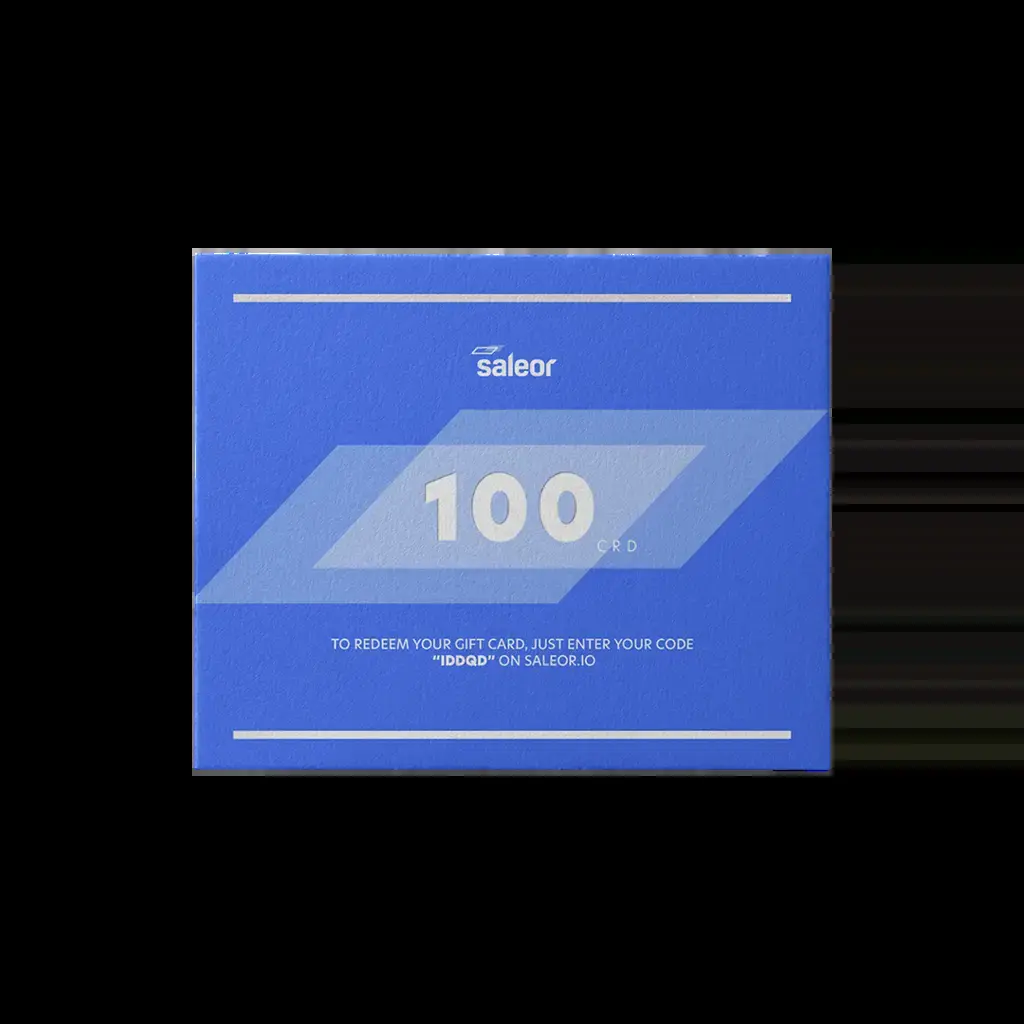 saleor
100
CRD
TO REDEEM YOUR GIFT CARD, JUST ENTER YOUR CODE
“IDDQD” ON SALEOR.IO